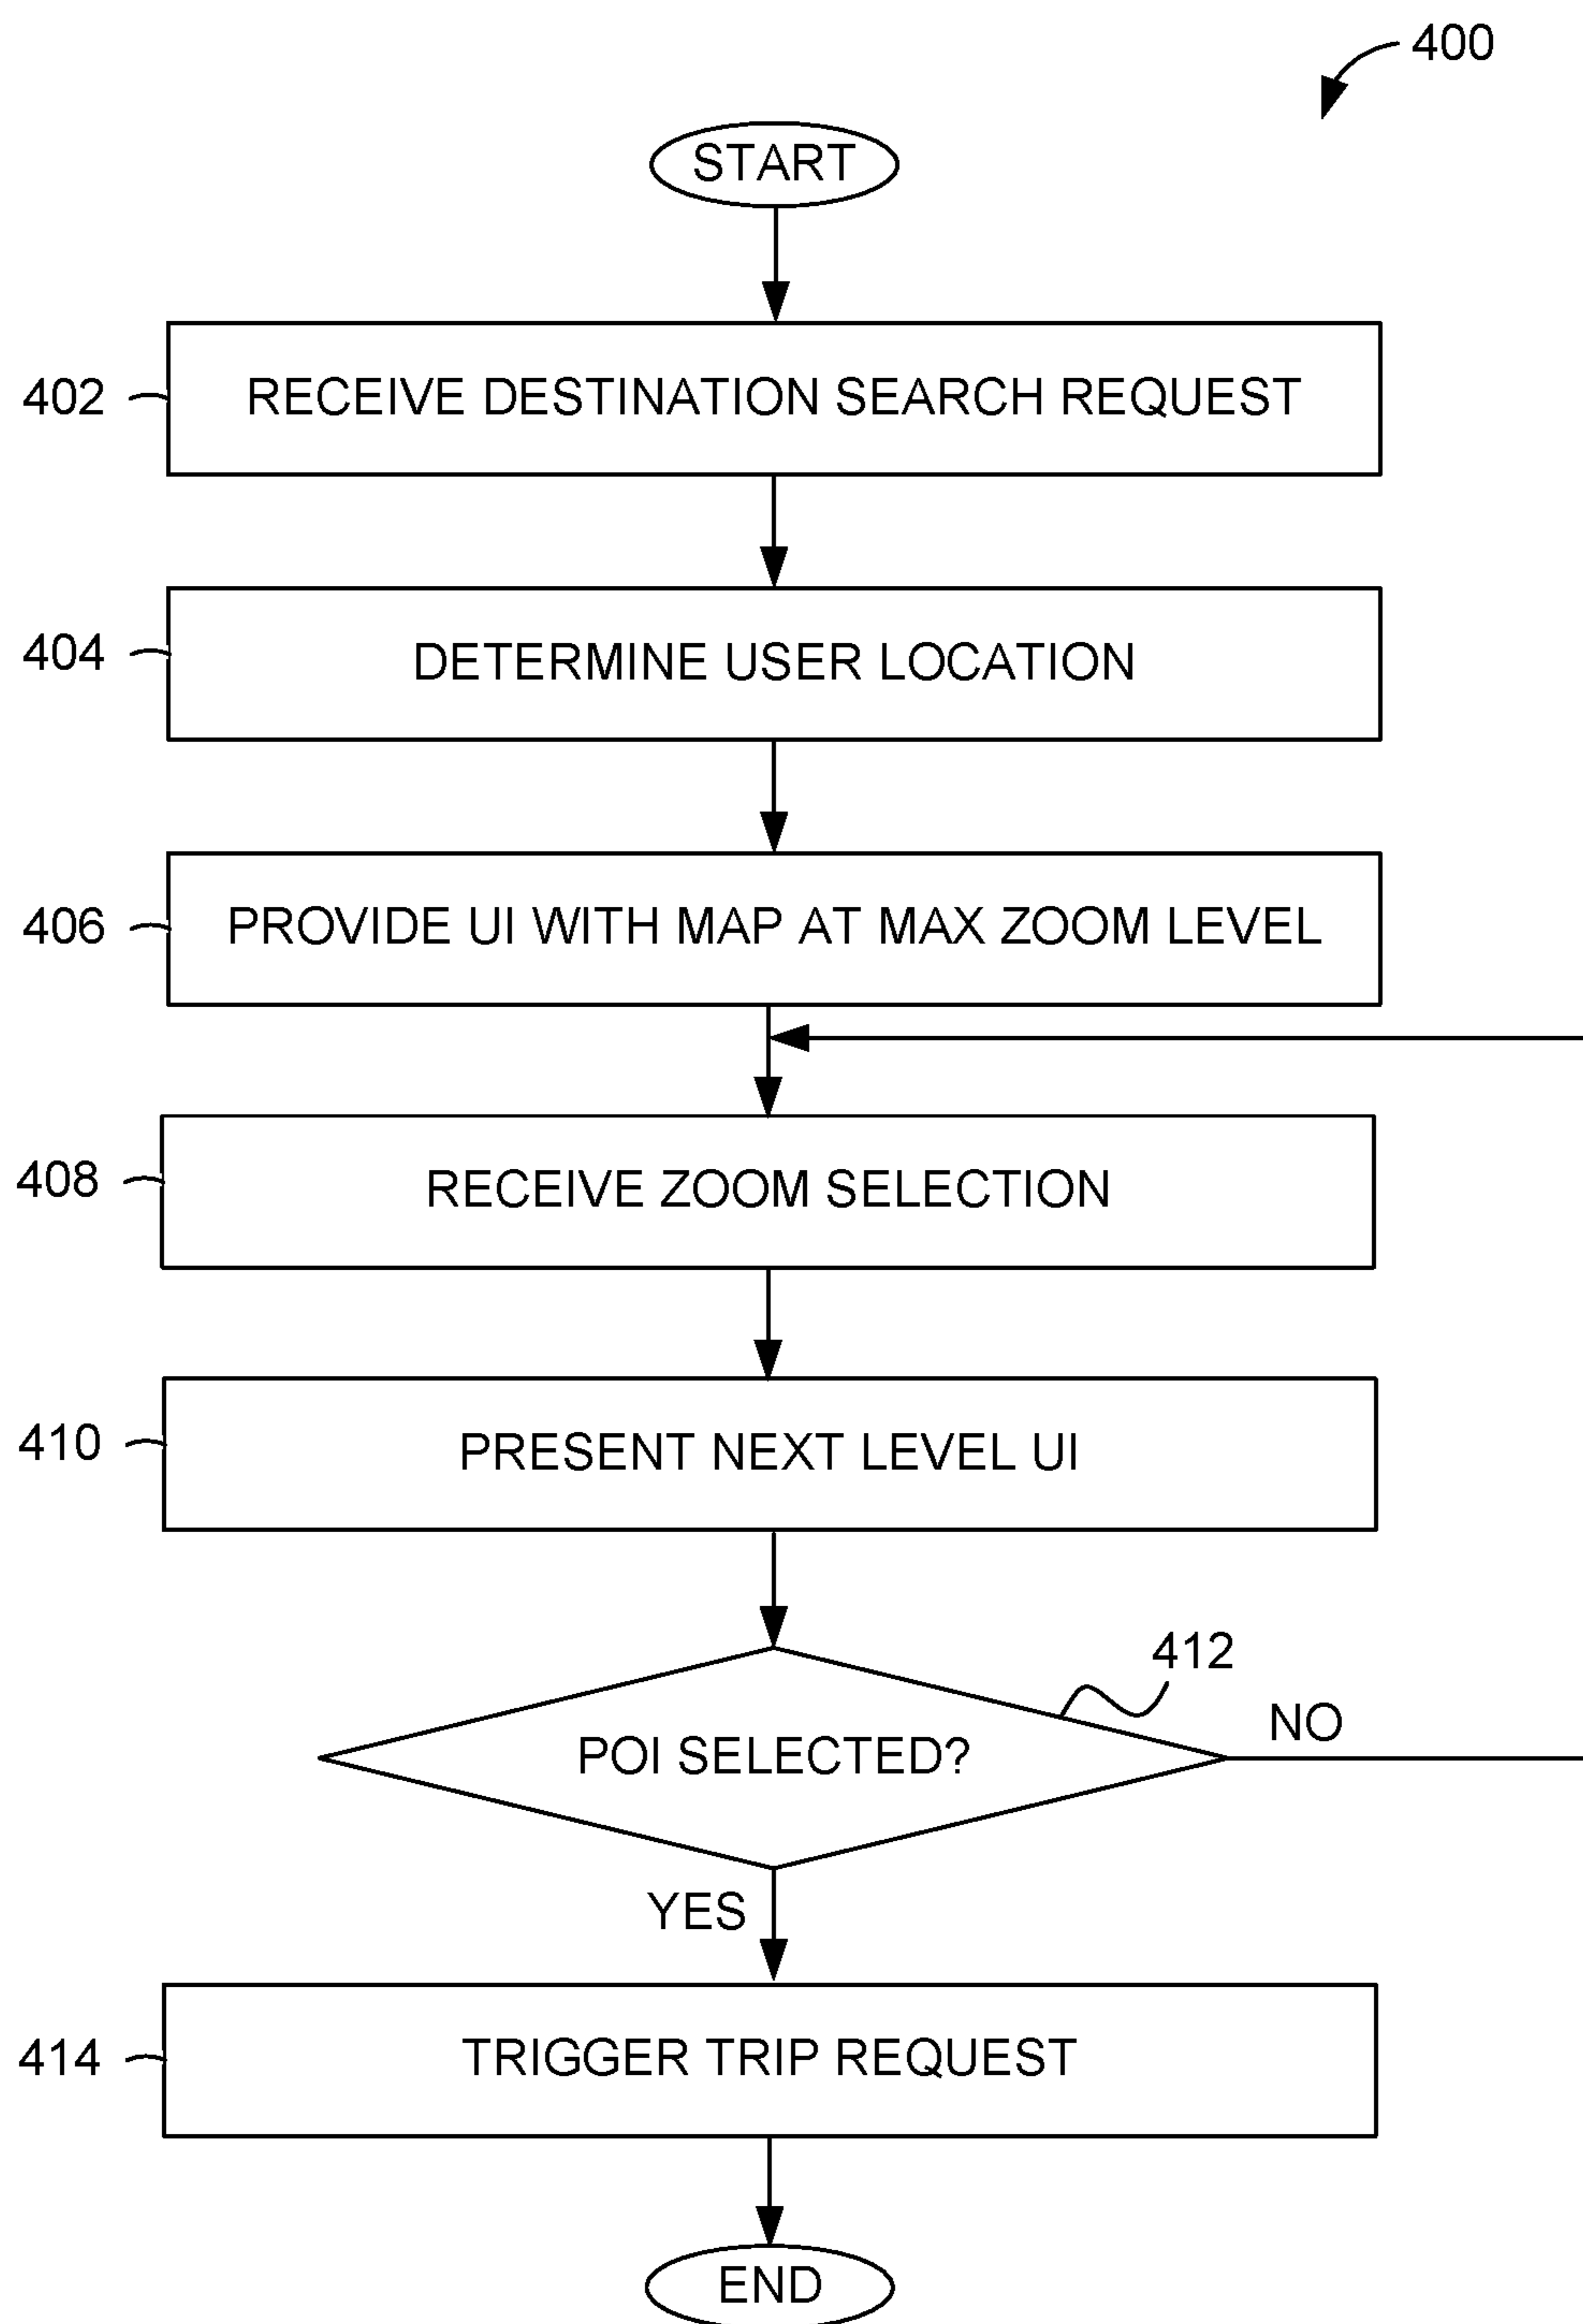 400
START
402
RECEIVE DESTINATION SEARCH REQUEST
404
DETERMINE USER LOCATION
406
PROVIDE UI WITH MAP AT MAX ZOOM LEVEL
408
RECEIVE ZOOM SELECTION
410
PRESENT NEXT LEVEL UI
412
POI SELECTED?
NO
YES
414
TRIGGER TRIP REQUEST
END